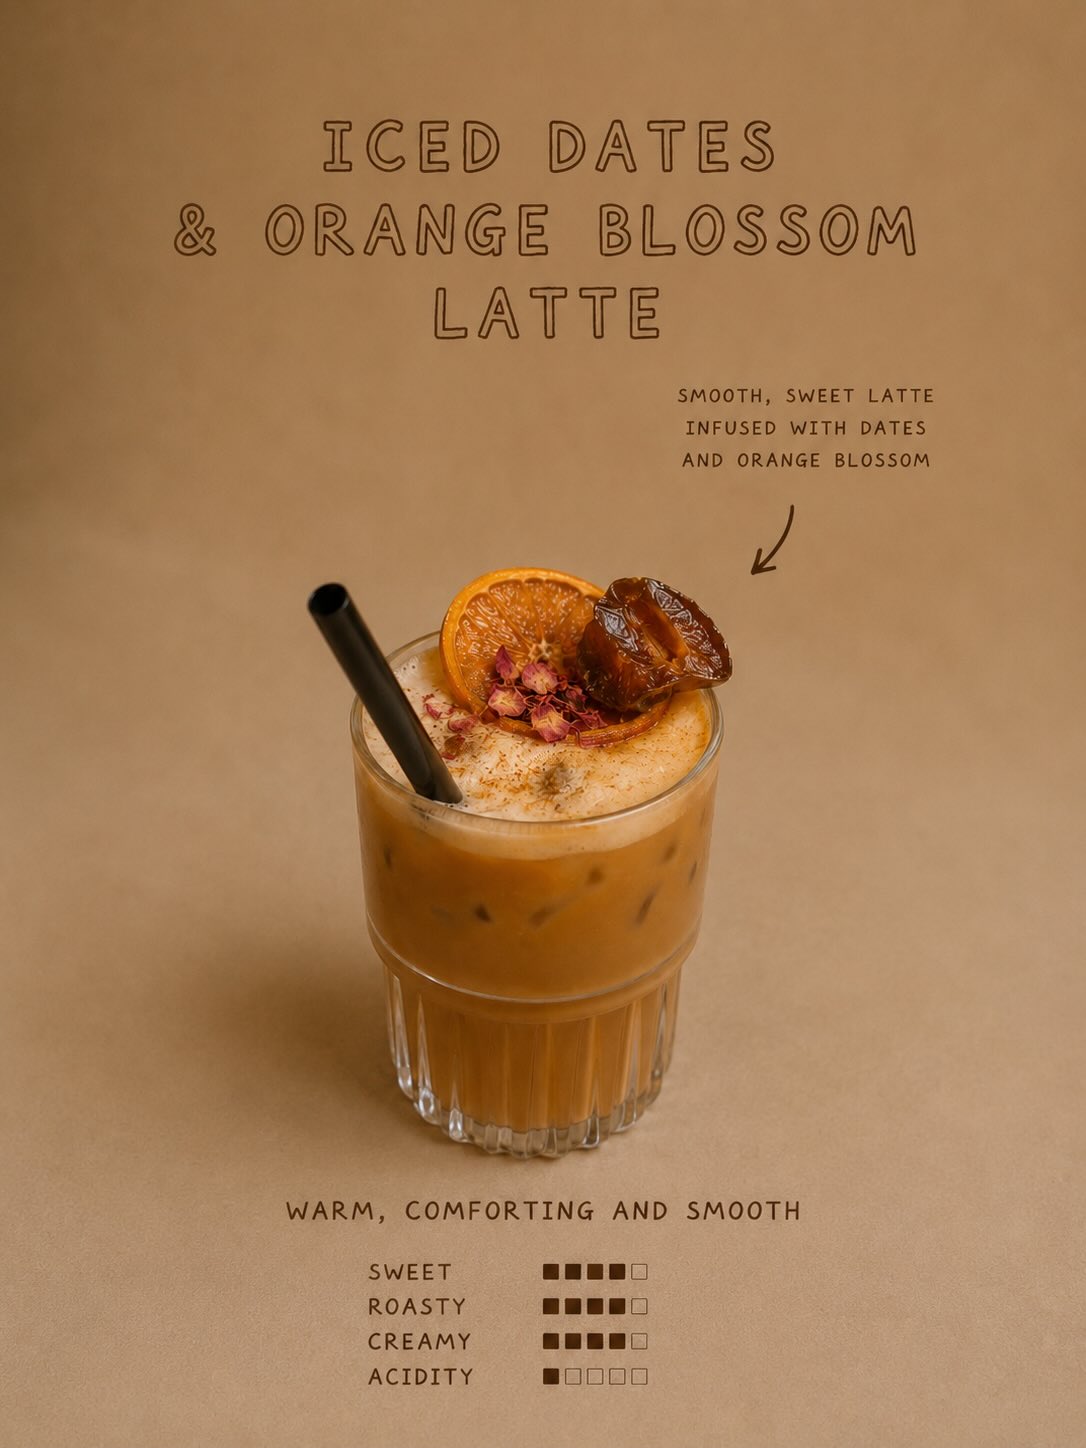 ICED DATES
& ORANGE BLOSSOM
LATTE
SMOOTH, SWEET LATTE
INFUSED WITH DATES
AND ORANGE BLOSSOM
WARM, COMFORTING AND SMOOTH
SWEET
ROASTY
CREAMY
ACIDITY